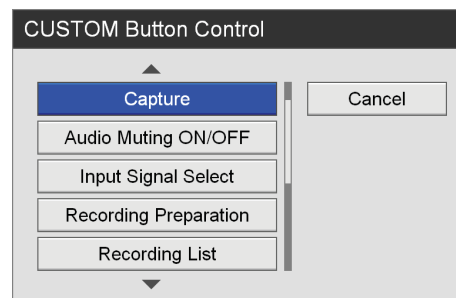 CUSTOM Button Control
Capture
Cancel
Audio Muting ON/OFF
Input Signal Select
Recording Preparation
Recording List